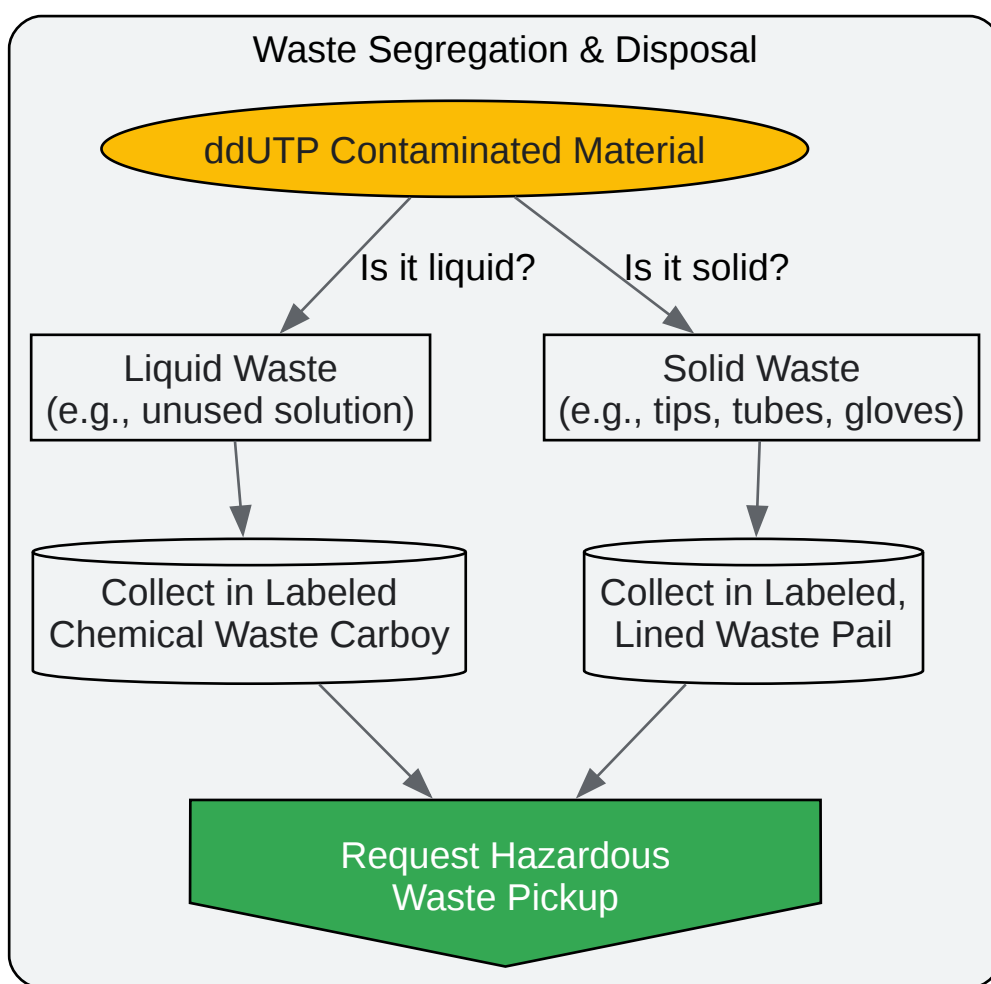 Waste Segregation & Disposal
ddUTP Contaminated Material
Is it liquid?
Is it solid?
Liquid Waste
(e.g., unused solution)
Solid Waste
(e.g., tips, tubes, gloves)
Collect in Labeled
Chemical Waste Carboy
Collect in Labeled,
Lined Waste Pail
Request Hazardous
Waste Pickup